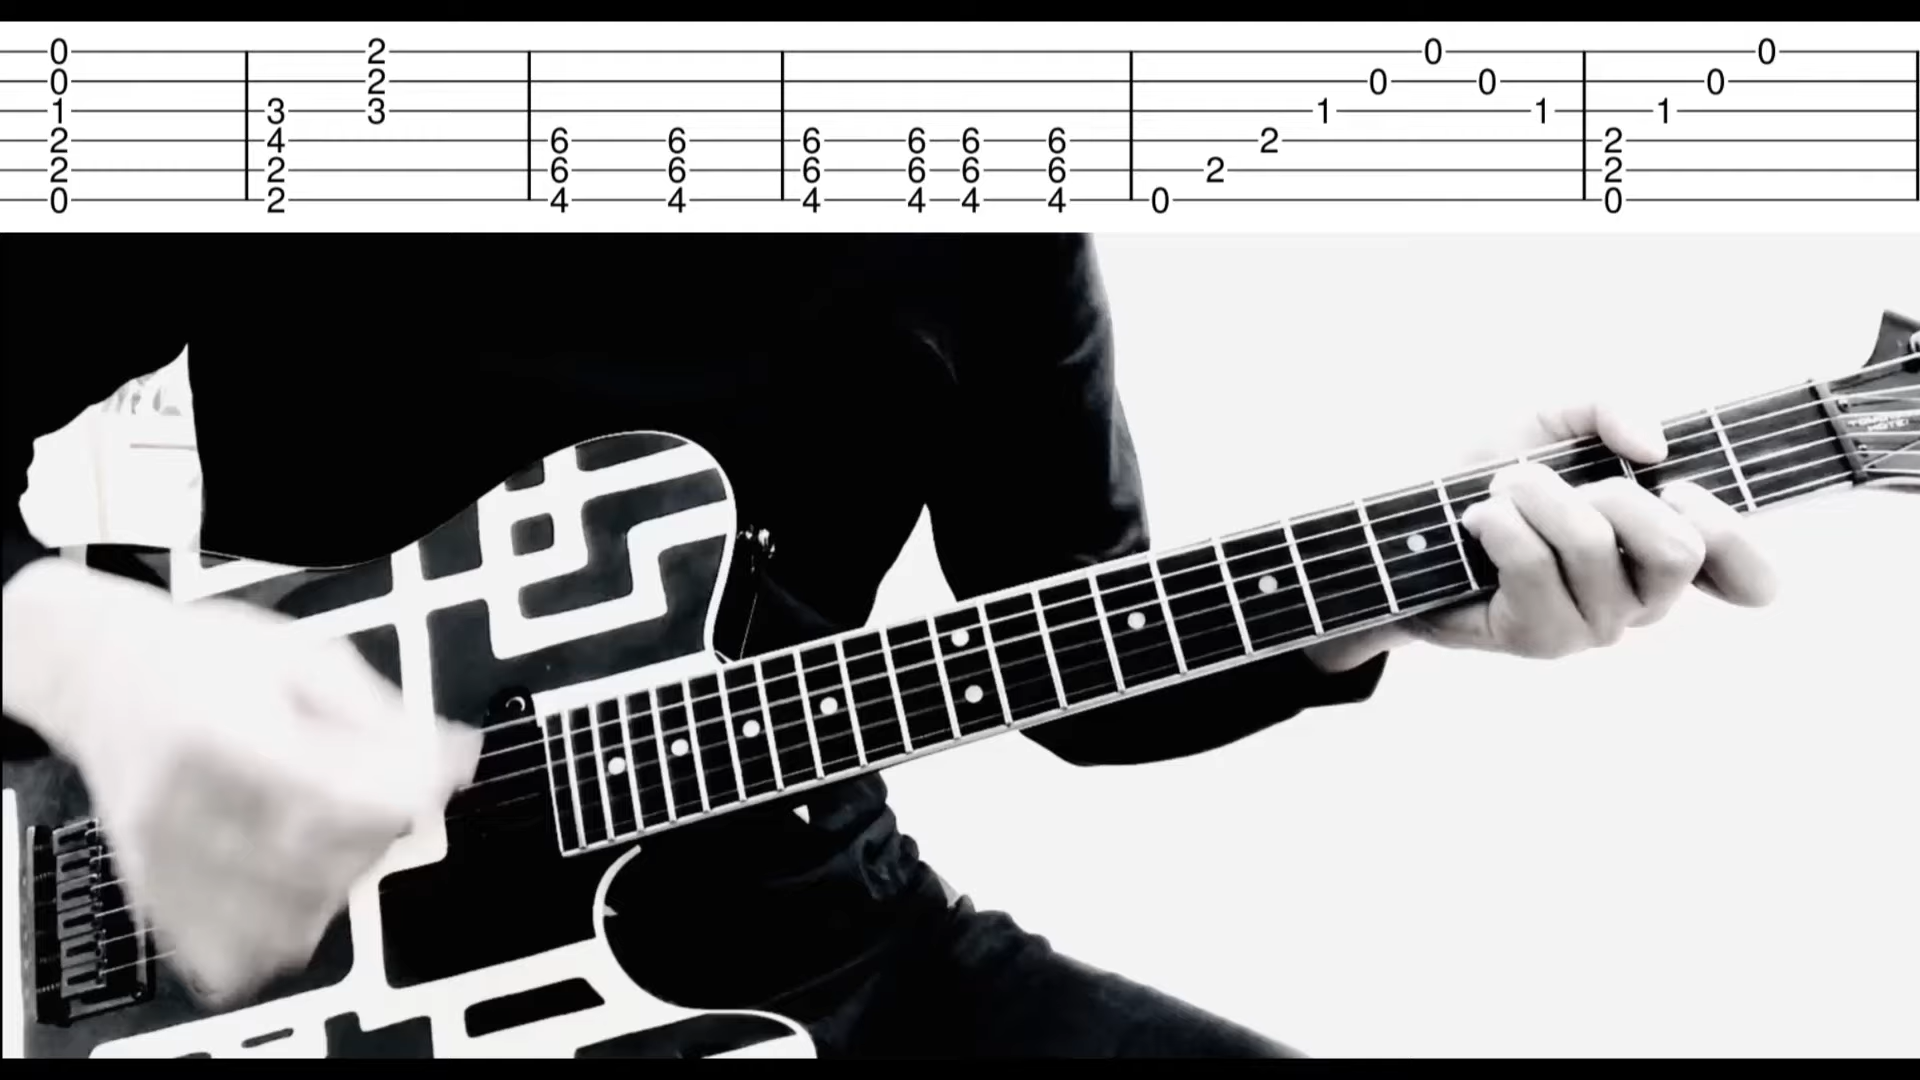 0 2 0 0
0 2 0 0 0
1 3 3 1 1 1
2 4 6 6 6 6 6 6 2 2
2 2 6 6 6 6 6 6 2 2
0 2 4 4 4 4 4 4 0 0